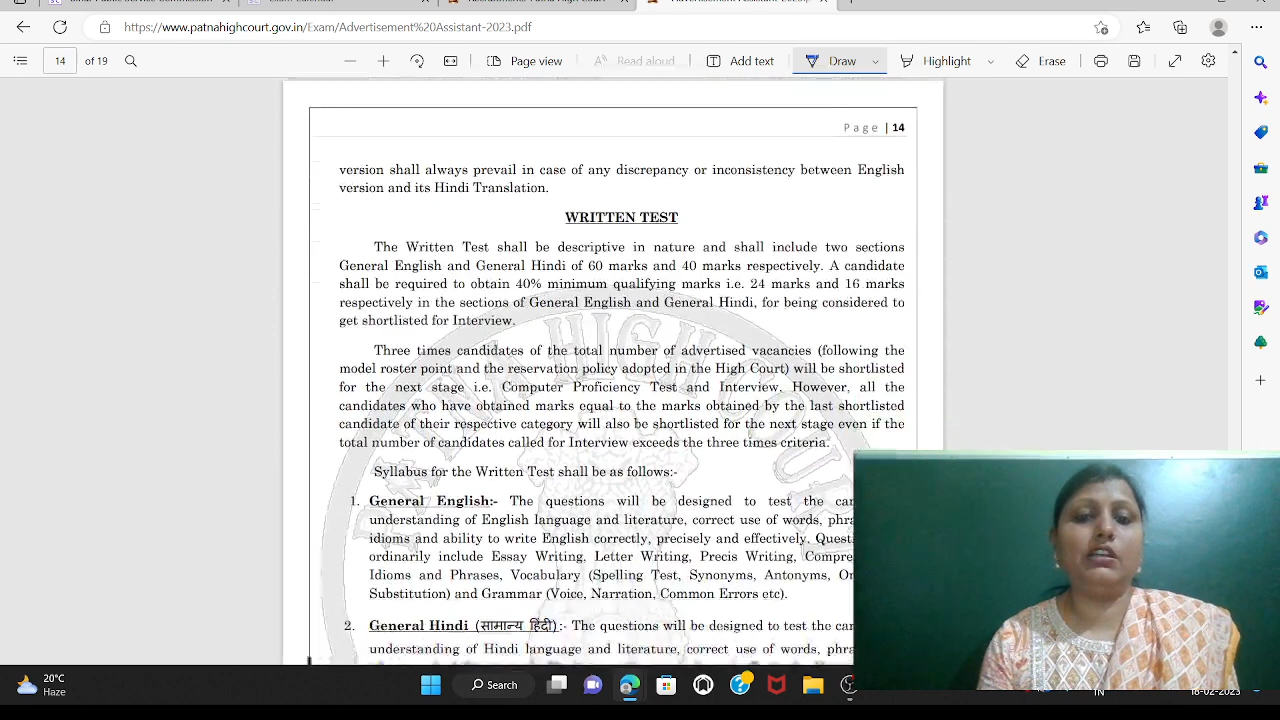 https://www.patnahighcourt.gov.in/Exam/Advertisement%20Assistant-2023.pdf
14 of 19 Page view Read aloud Add text Draw Highlight Erase
Page | 14
version shall always prevail in case of any discrepancy or inconsistency between English
version and its Hindi Translation.
WRITTEN TEST
The Written Test shall be descriptive in nature and shall include two sections
General English and General Hindi of 60 marks and 40 marks respectively. A candidate
shall be required to obtain 40% minimum qualifying marks i.e. 24 marks and 16 marks
respectively in the sections of General English and General Hindi, for being considered to
get shortlisted for Interview.
Three times candidates of the total number of advertised vacancies (following the
model roster point and the reservation policy adopted in the High Court) will be shortlisted
for the next stage i.e. Computer Proficiency Test and Interview. However, all the
candidates who have obtained marks equal to the marks obtained by the last shortlisted
candidate of their respective category will also be shortlisted for the next stage even if the
total number of candidates called for Interview exceeds the three times criteria.
Syllabus for the Written Test shall be as follows:-
1. General English:- The questions will be designed to test the
understanding of English language and literature, correct use of words,
idioms and ability to write English correctly, precisely and effectively.
ordinarily include Essay Writing, Letter Writing, Precis Writing,
Idioms and Phrases, Vocabulary (Spelling Test, Synonyms, Antonyms,
Substitution) and Grammar (Voice, Narration, Common Errors etc).
2. General Hindi (सामान्य हिंदी):- The questions will be designed to test the
understanding of Hindi language and literature, correct use of words,
PATNA HIGH COURT
20°C
Haze
Search
18-02-2023